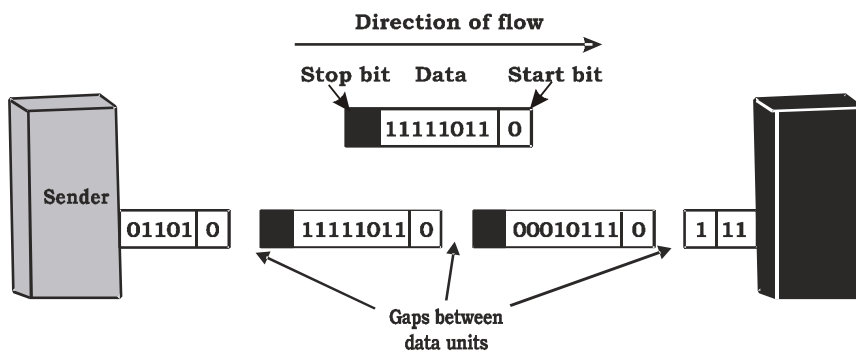 Direction of flow
Stop bit Data Start bit
11111011 0
Sender
01101 0 11111011 0 00010111 0 1 11
Gaps between
data units